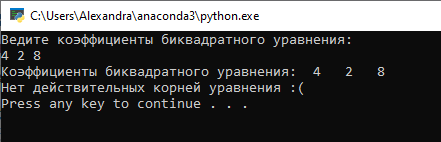 C:\Users\Alexandra\anaconda3\python.exe
Ведите коэффициенты биквадратного уравнения:
4 2 8
Коэффициенты биквадратного уравнения:  4   2   8
Нет действительных корней уравнения :(
Press any key to continue . . .